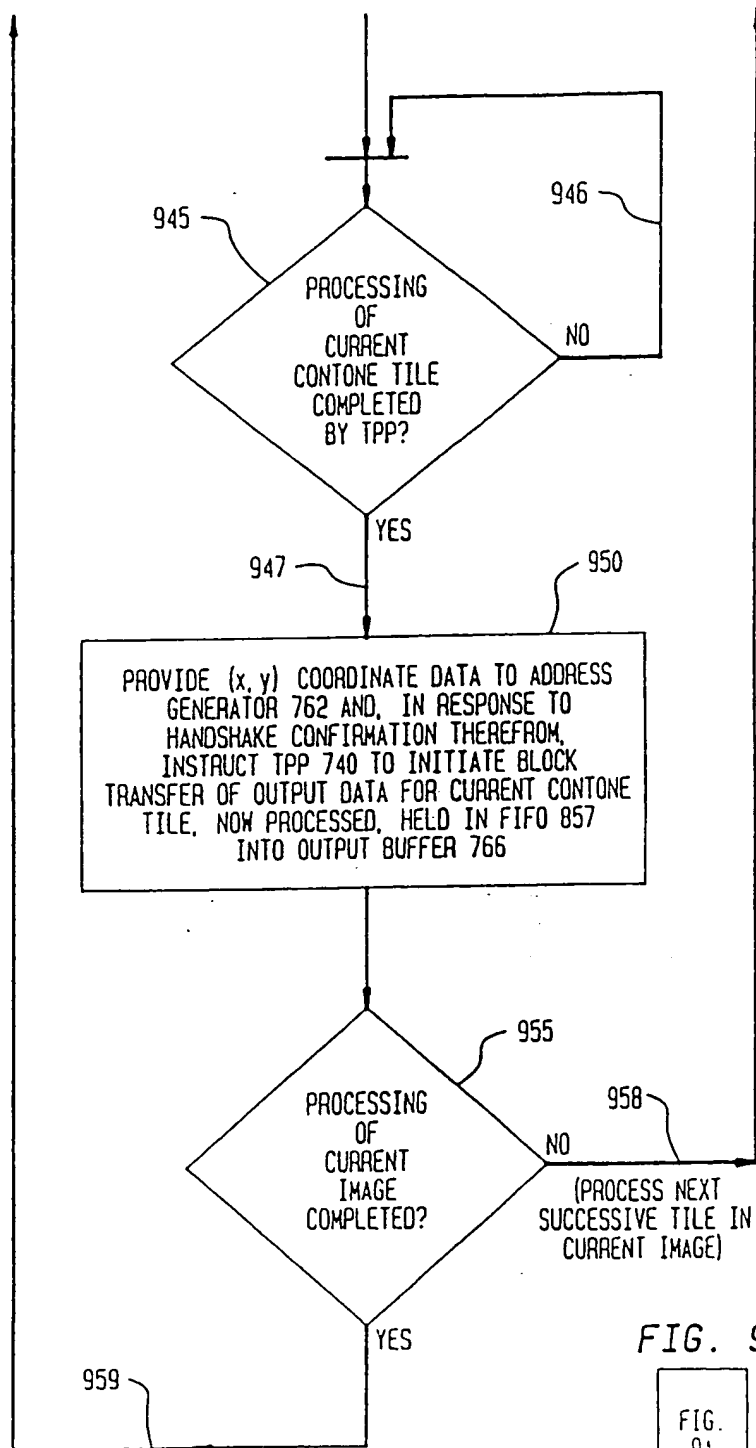 945
946
PROCESSING
OF
CURRENT
CONTONE TILE
COMPLETED
BY TPP?
NO
YES
947
950
PROVIDE (x, y) COORDINATE DATA TO ADDRESS
GENERATOR 762 AND, IN RESPONSE TO
HANDSHAKE CONFIRMATION THEREFROM,
INSTRUCT TPP 740 TO INITIATE BLOCK
TRANSFER OF OUTPUT DATA FOR CURRENT CONTONE
TILE, NOW PROCESSED, HELD IN FIFO 857
INTO OUTPUT BUFFER 766
955
PROCESSING
OF
CURRENT
IMAGE
COMPLETED?
NO
958
(PROCESS NEXT
SUCCESSIVE TILE IN
CURRENT IMAGE)
YES
959
FIG.
FIG.